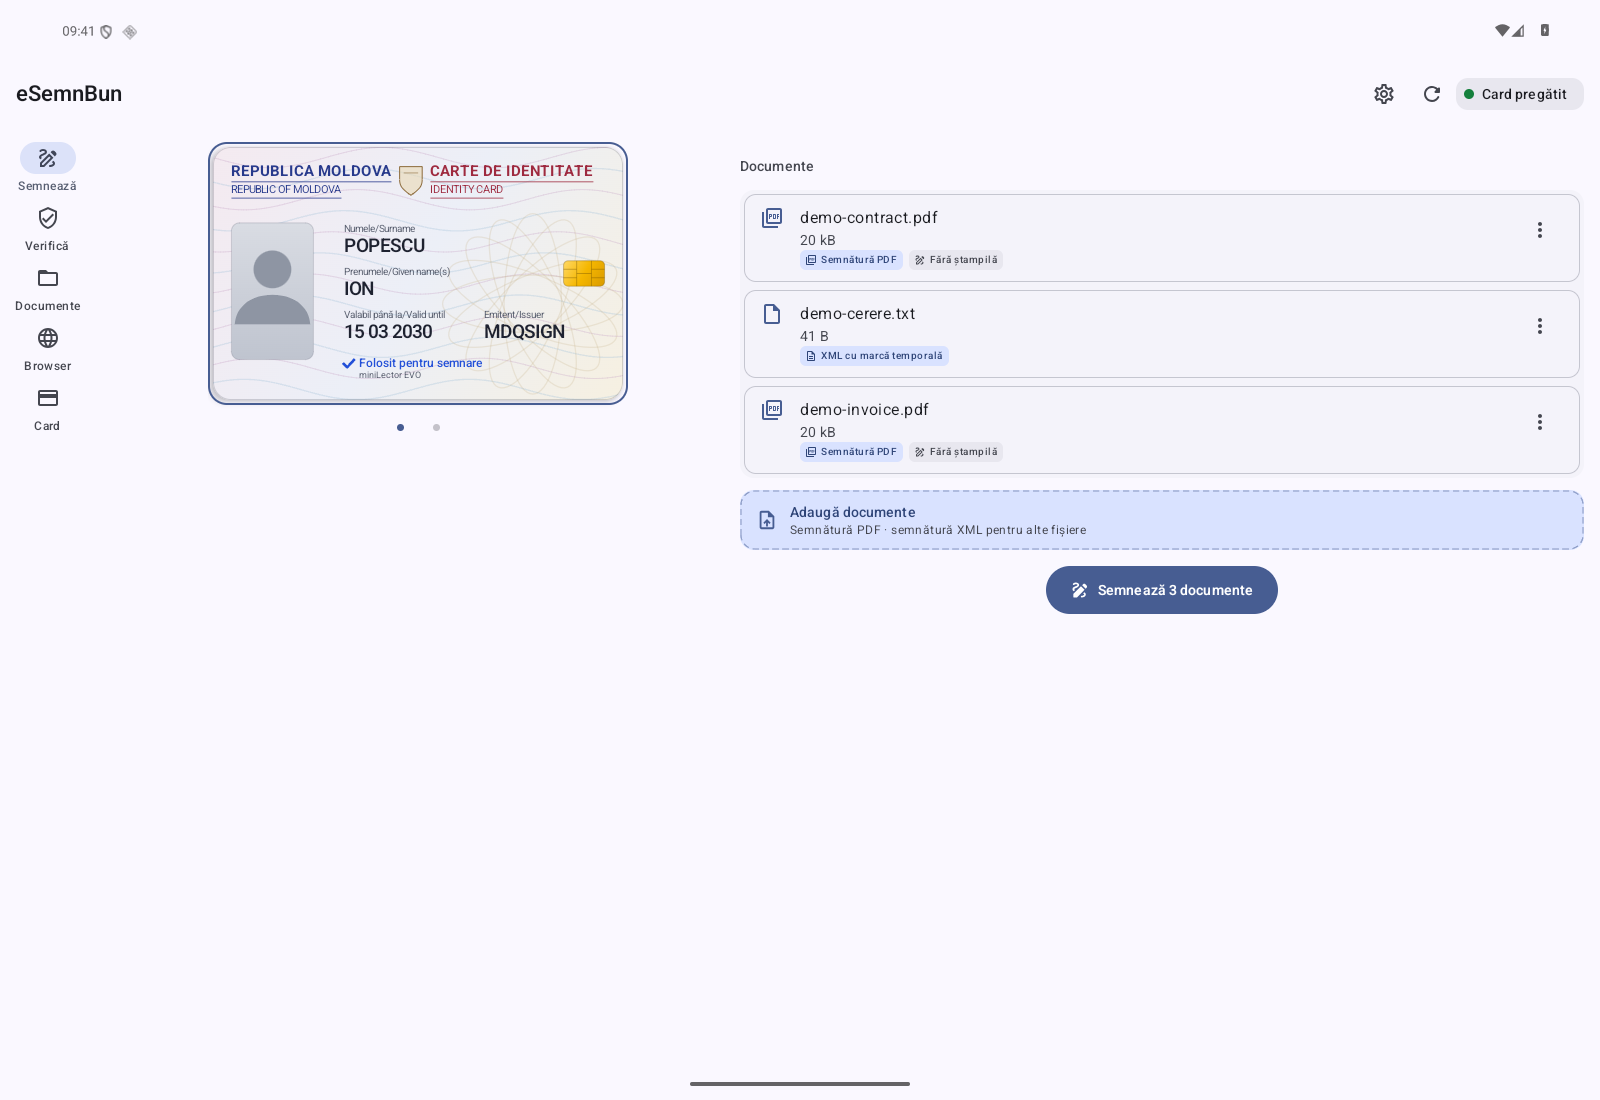 09:41
eSemnBun
Card pregătit
Semnează
Verifică
Documente
Browser
Card
REPUBLICA MOLDOVA
REPUBLIC OF MOLDOVA
CARTE DE IDENTITATE
IDENTITY CARD
Numele/Surname
POPESCU
Prenumele/Given name(s)
ION
Valabil până la/Valid until
15 03 2030
Emitent/Issuer
MDQSIGN
Folosit pentru semnare
miniLector EVO
Documente
demo-contract.pdf
20 kB
Semnătură PDF
Fără ștampilă
demo-cerere.txt
41 B
XML cu marcă temporală
demo-invoice.pdf
20 kB
Semnătură PDF
Fără ștampilă
Adaugă documente
Semnătură PDF · semnătură XML pentru alte fișiere
Semnează 3 documente